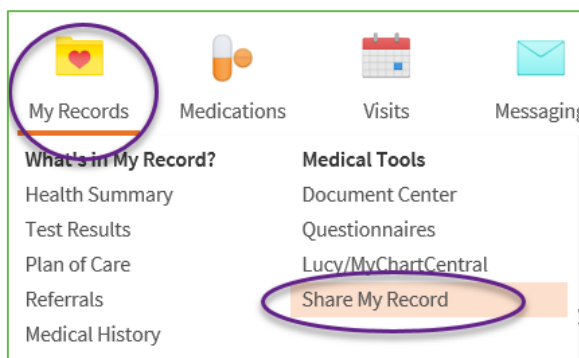 My Records Medications Visits Messaging
What's in My Record?
Health Summary
Test Results
Plan of Care
Referrals
Medical History
Medical Tools
Document Center
Questionnaires
Lucy/MyChartCentral
Share My Record